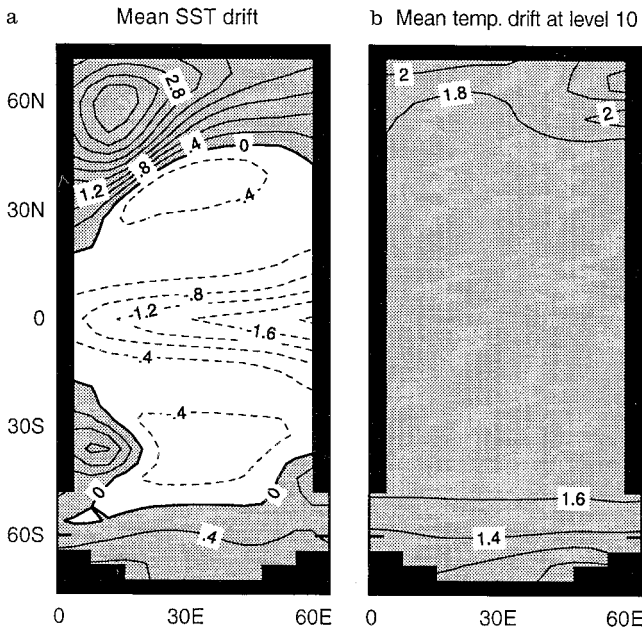 a Mean SST drift
b Mean temp. drift at level 10
60N
30N
0
30S
60S
2.8
0
.4
.8
1.2
.4
.8
-1.2
-1.6
.4
.4
0
0
.4
0
30E
60E
2
1.8
2
1.6
1.4
0
30E
60E